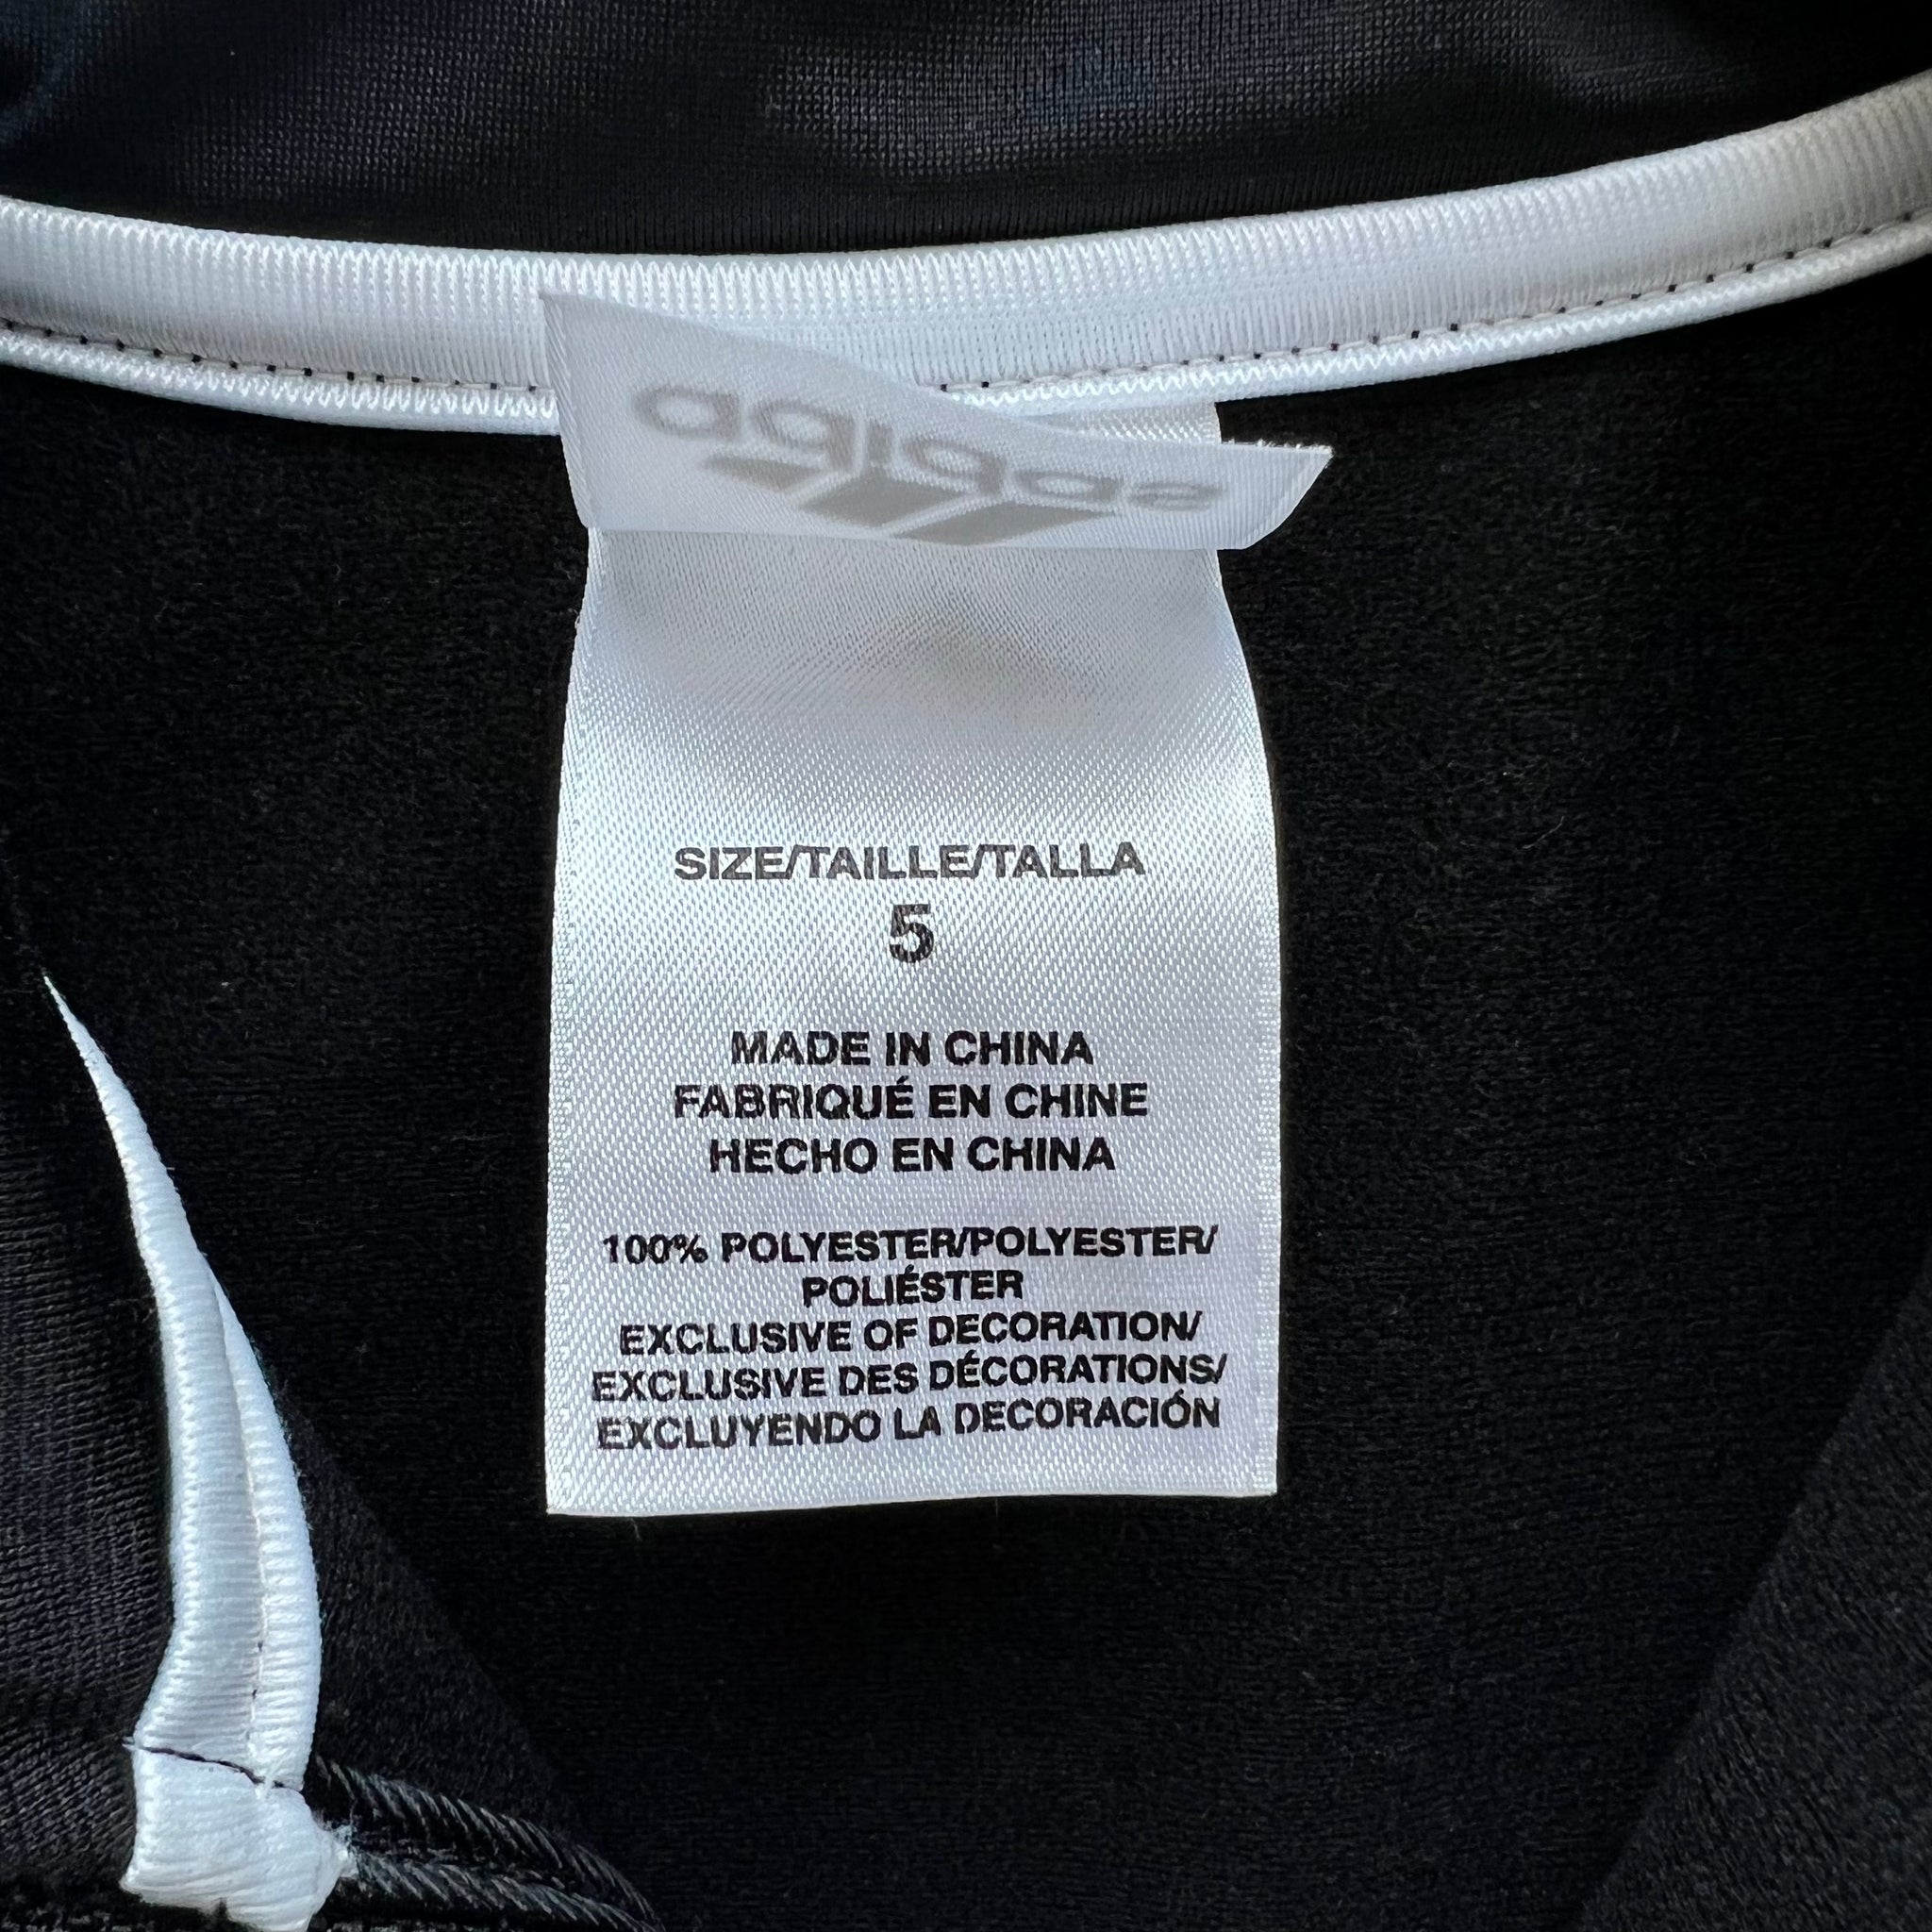 adidas
SIZE/TAILLE/TALLA
5
MADE IN CHINA
FABRIQUÉ EN CHINE
HECHO EN CHINA
100% POLYESTER/POLYESTER/
POLIÉSTER
EXCLUSIVE OF DECORATION/
EXCLUSIVE DES DÉCORATIONS/
EXCLUYENDO LA DECORACIÓN